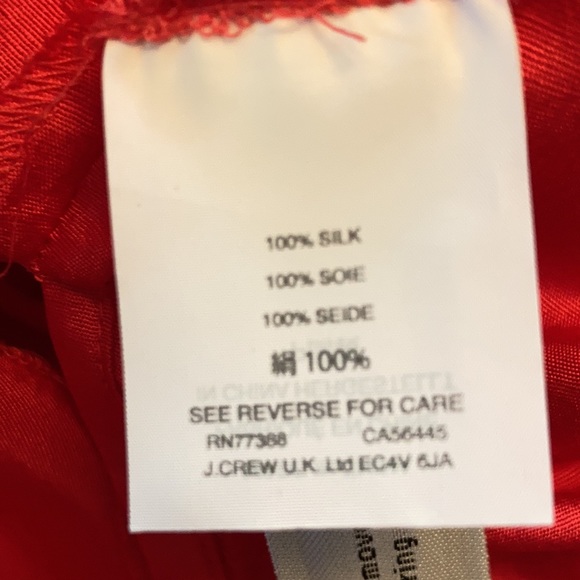 100% SILK
100% SOIE
100% SEIDE
絹 100%
SEE REVERSE FOR CARE
RN77388 CA56445
J.CREW U.K. Ltd EC4V 6JA